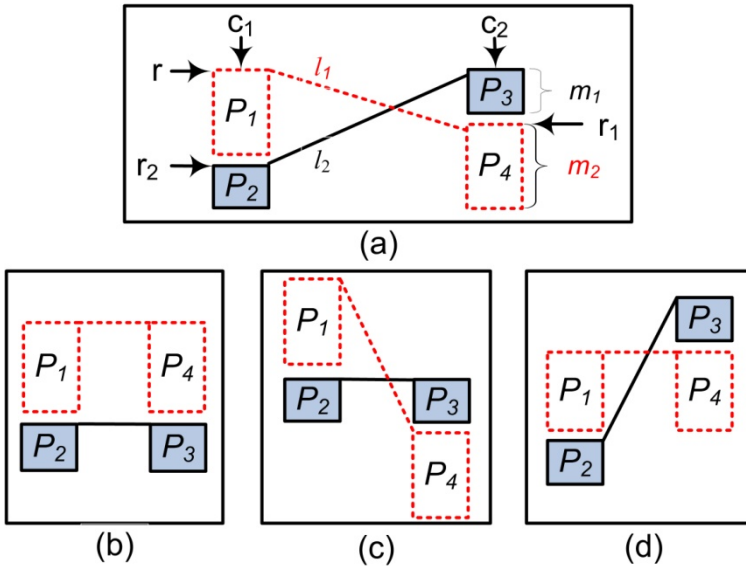 c₁ c₂
r l₁ P₃ m₁
P₁ r₁
r₂ l₂ P₄ m₂
P₂
(a)
P₁ P₄
P₂ P₃
(b)
P₁
P₂ P₃
P₄
(c)
P₃
P₁ P₄
P₂
(d)